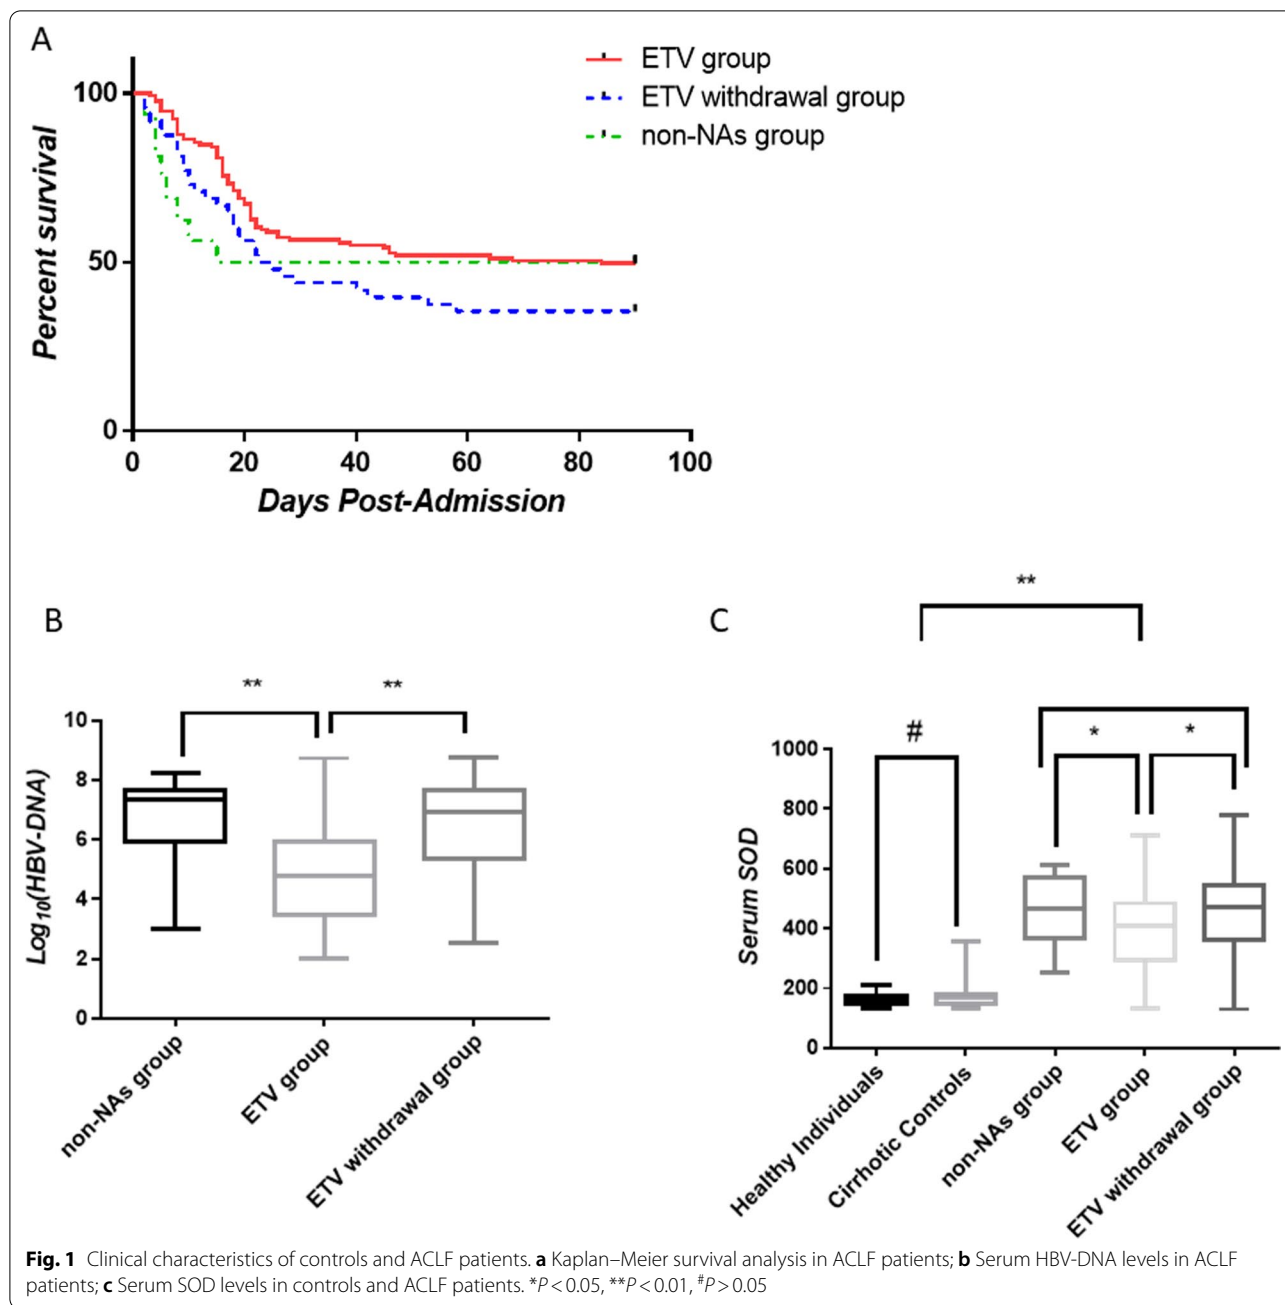 A
ETV group
ETV withdrawal group
non-NAs group
Percent survival
100
50
0
0 20 40 60 80 100
Days Post-Admission
B
** **
Log10(HBV-DNA)
10
8
6
4
2
0
non-NAs group
ETV group
ETV withdrawal group
C
**
#
* *
Serum SOD
1000
800
600
400
200
0
Healthy Individuals
Cirrhotic Controls
non-NAs group
ETV group
ETV withdrawal group
Fig. 1 Clinical characteristics of controls and ACLF patients. a Kaplan–Meier survival analysis in ACLF patients; b Serum HBV-DNA levels in ACLF
patients; c Serum SOD levels in controls and ACLF patients. *P < 0.05, **P < 0.01, #P > 0.05